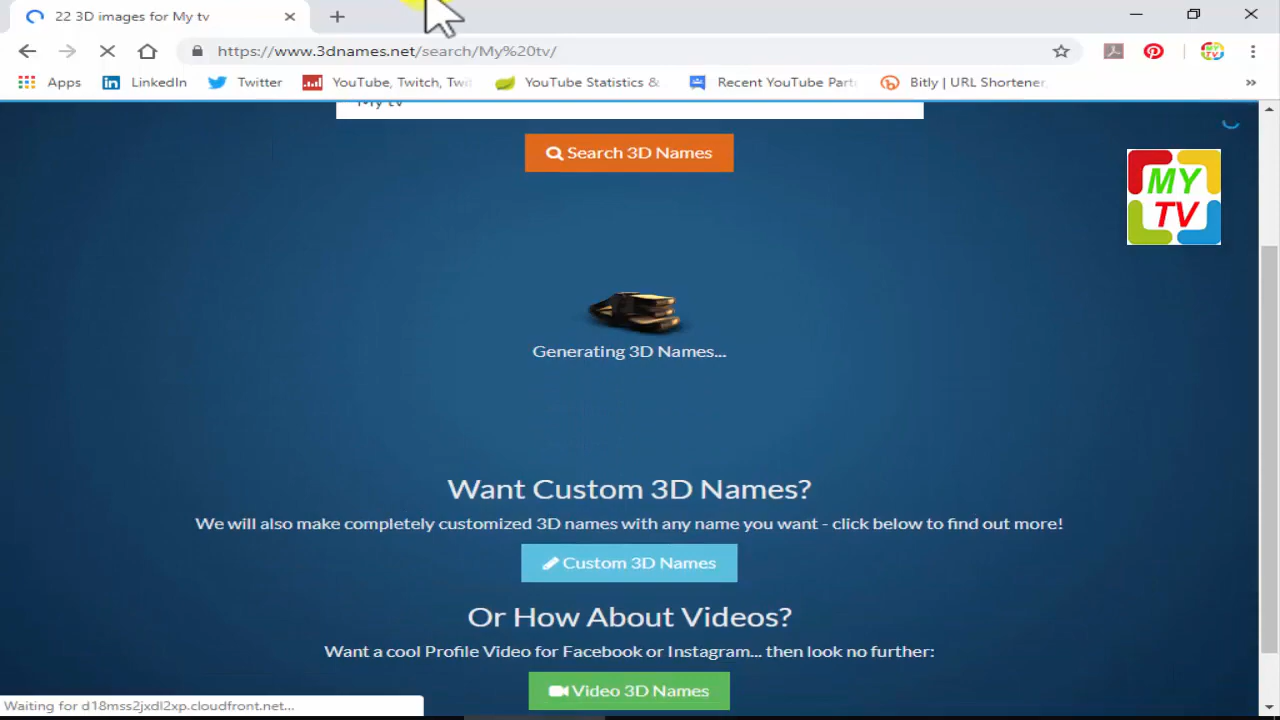 22 3D images for My tv
https://www.3dnames.net/search/My%20tv/
Apps LinkedIn Twitter YouTube, Twitch, Twi YouTube Statistics & Recent YouTube Part Bitly | URL Shortener,
My tv
Search 3D Names
MY
TV
Generating 3D Names...
Want Custom 3D Names?
We will also make completely customized 3D names with any name you want - click below to find out more!
Custom 3D Names
Or How About Videos?
Want a cool Profile Video for Facebook or Instagram... then look no further:
Video 3D Names
Waiting for d18mss2jxdl2xp.cloudfront.net...